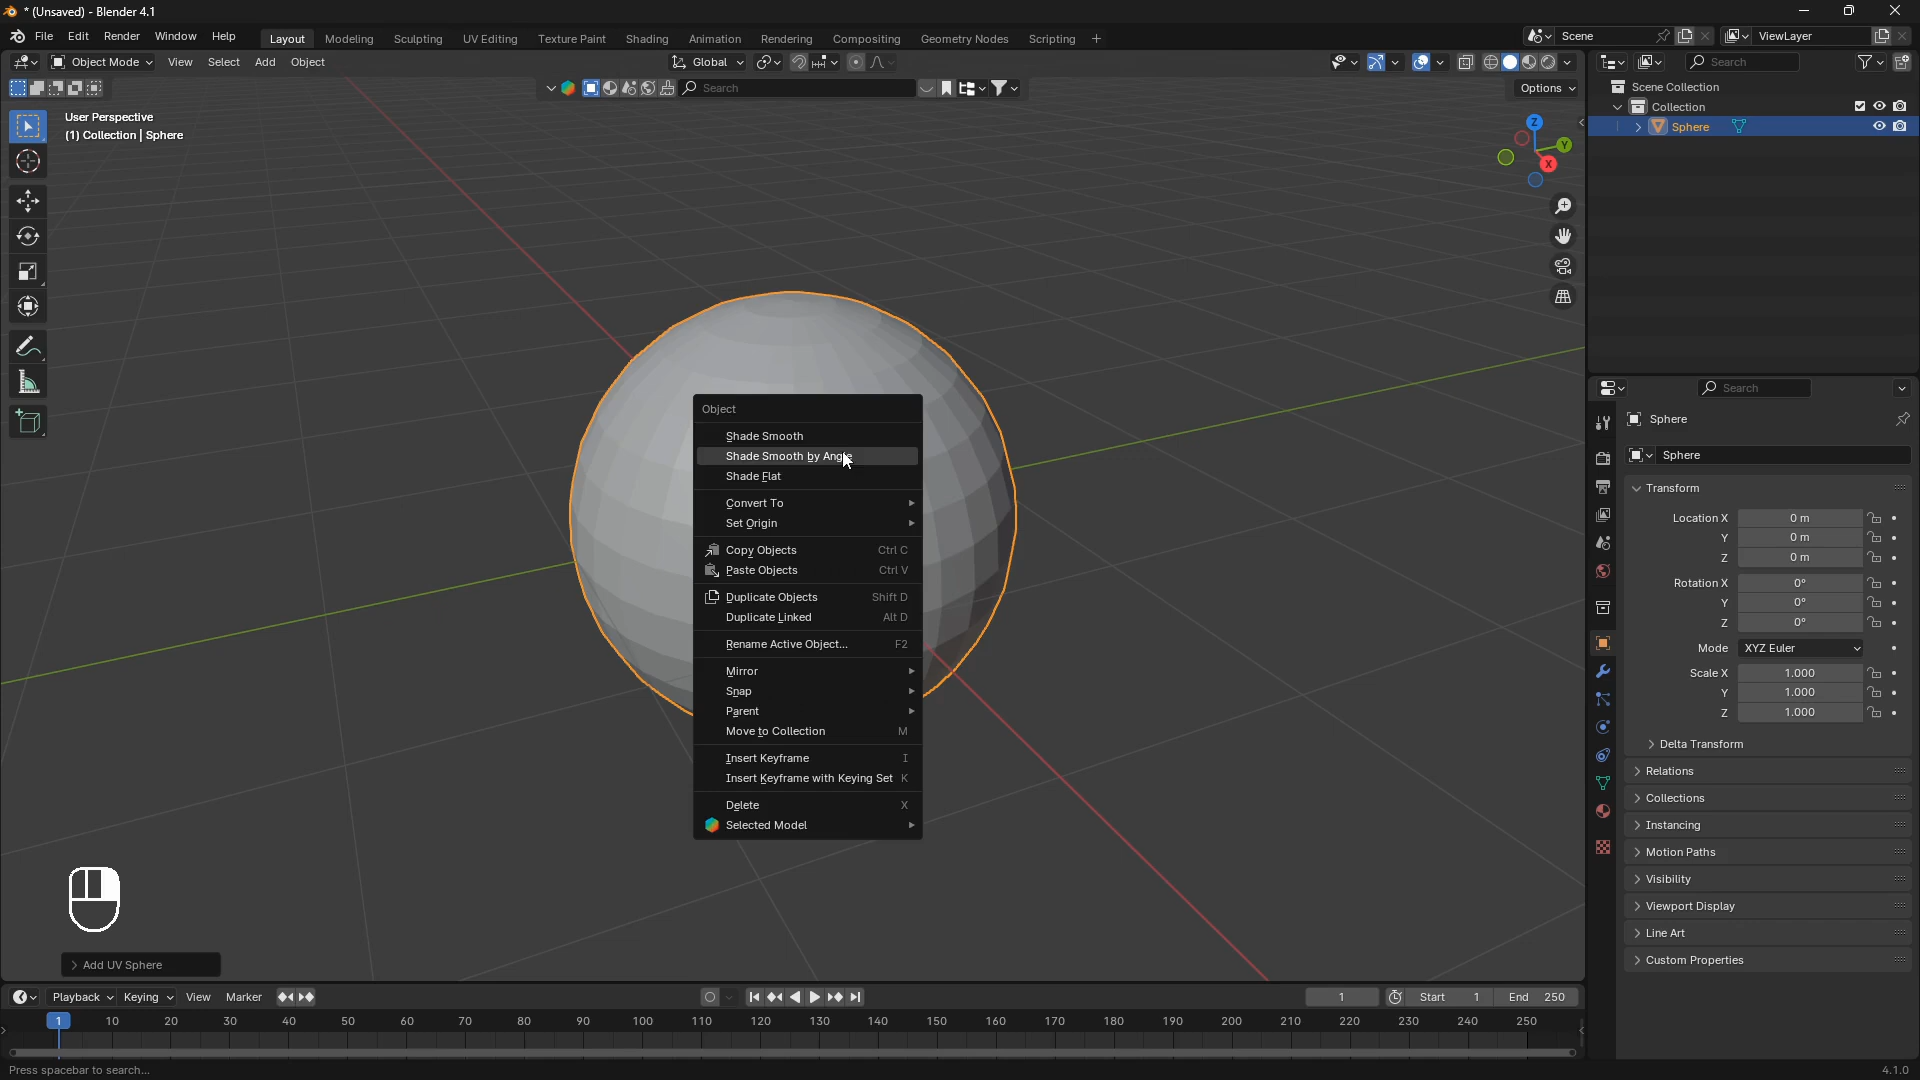 * (Unsaved) - Blender 4.1
File Edit Render Window Help Layout Modeling Sculpting UV Editing Texture Paint Shading Animation Rendering Compositing Geometry Nodes Scripting + Scene ViewLayer
Object Mode View Select Add Object Global Search
Search Options
User Perspective
(1) Collection | Sphere
Z
Y
X
Scene Collection
Collection
Sphere
Object
Shade Smooth
Shade Smooth by Angle
Shade Flat
Convert To
Set Origin
Copy Objects Ctrl C
Paste Objects Ctrl V
Duplicate Objects Shift D
Duplicate Linked Alt D
Rename Active Object... F2
Mirror
Snap
Parent
Move to Collection M
Insert Keyframe I
Insert Keyframe with Keying Set K
Delete X
Selected Model
Search
Sphere
Sphere
Transform
Location X 0 m
Y 0 m
Z 0 m
Rotation X 0°
Y 0°
Z 0°
Mode XYZ Euler
Scale X 1.000
Y 1.000
Z 1.000
Delta Transform
Relations
Collections
Instancing
Motion Paths
Visibility
Viewport Display
Line Art
Custom Properties
Add UV Sphere
Playback Keying View Marker 1 Start 1 End 250
1 10 20 30 40 50 60 70 80 90 100 110 120 130 140 150 160 170 180 190 200 210 220 230 240 250
Press spacebar to search... 4.1.0